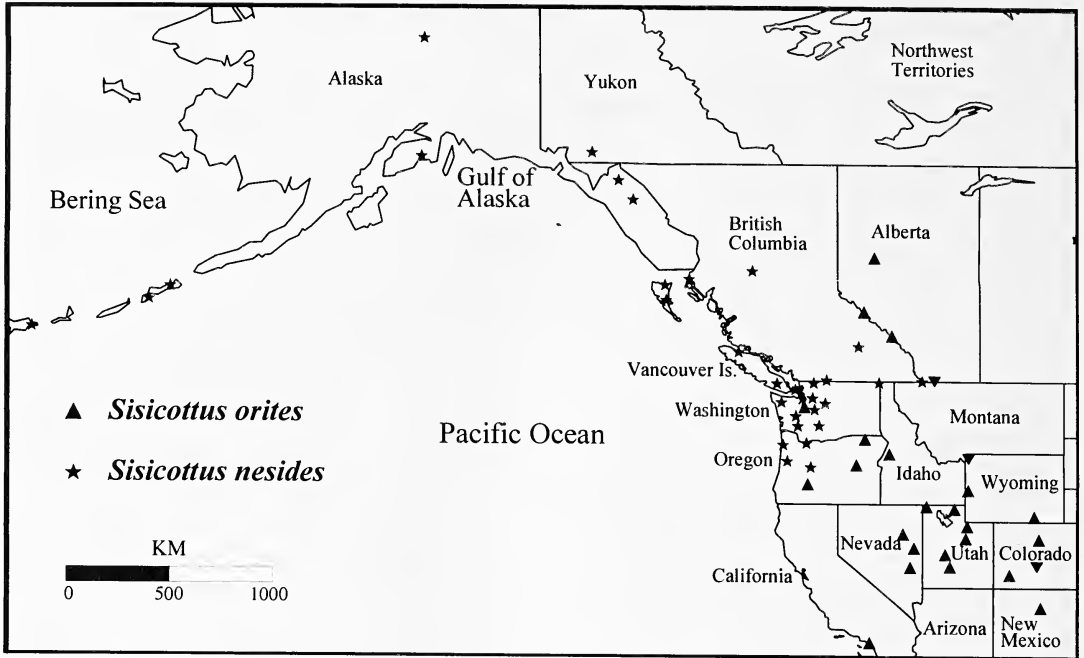 Alaska
Yukon
Northwest
Territories
Bering Sea
Gulf of
Alaska
British
Columbia
Alberta
Vancouver Is.
Washington
Montana
Sisicottus orites
Pacific Ocean
Sisicottus nesides
Oregon
Idaho
Wyoming
KM
0 500 1000
Nevada
Utah
Colorado
California
Arizona
New
Mexico